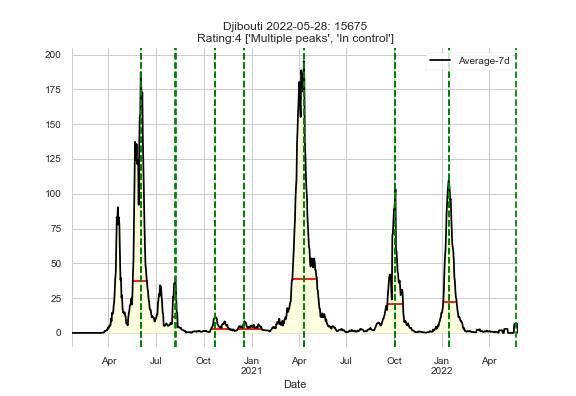 Djibouti 2022-05-28: 15675
Rating:4 ['Multiple peaks', 'In control']
Average-7d
200
175
150
125
100
75
50
25
0
Apr Jul Oct Jan Apr Jul Oct Jan Apr
2021 2022
Date